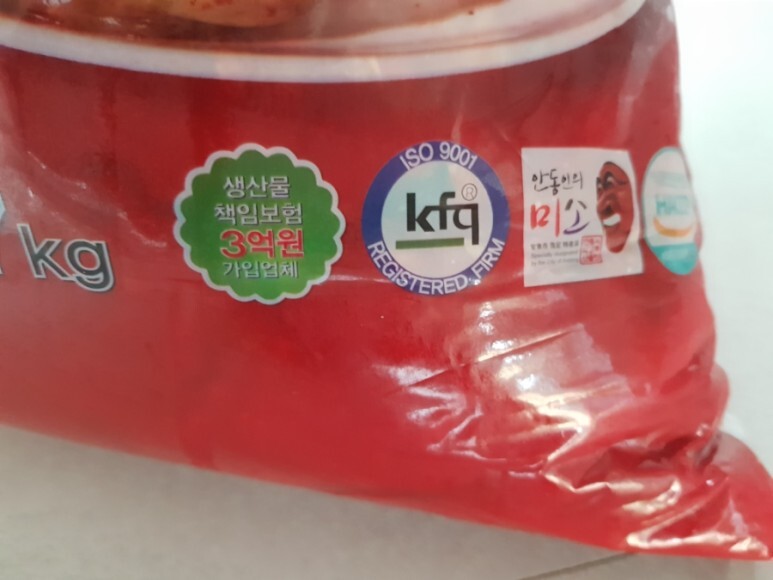 생산물
책임보험
3억원
가입업체
ISO 9001
kfq®
REGISTERED FIRM
안동인의
미소
kg